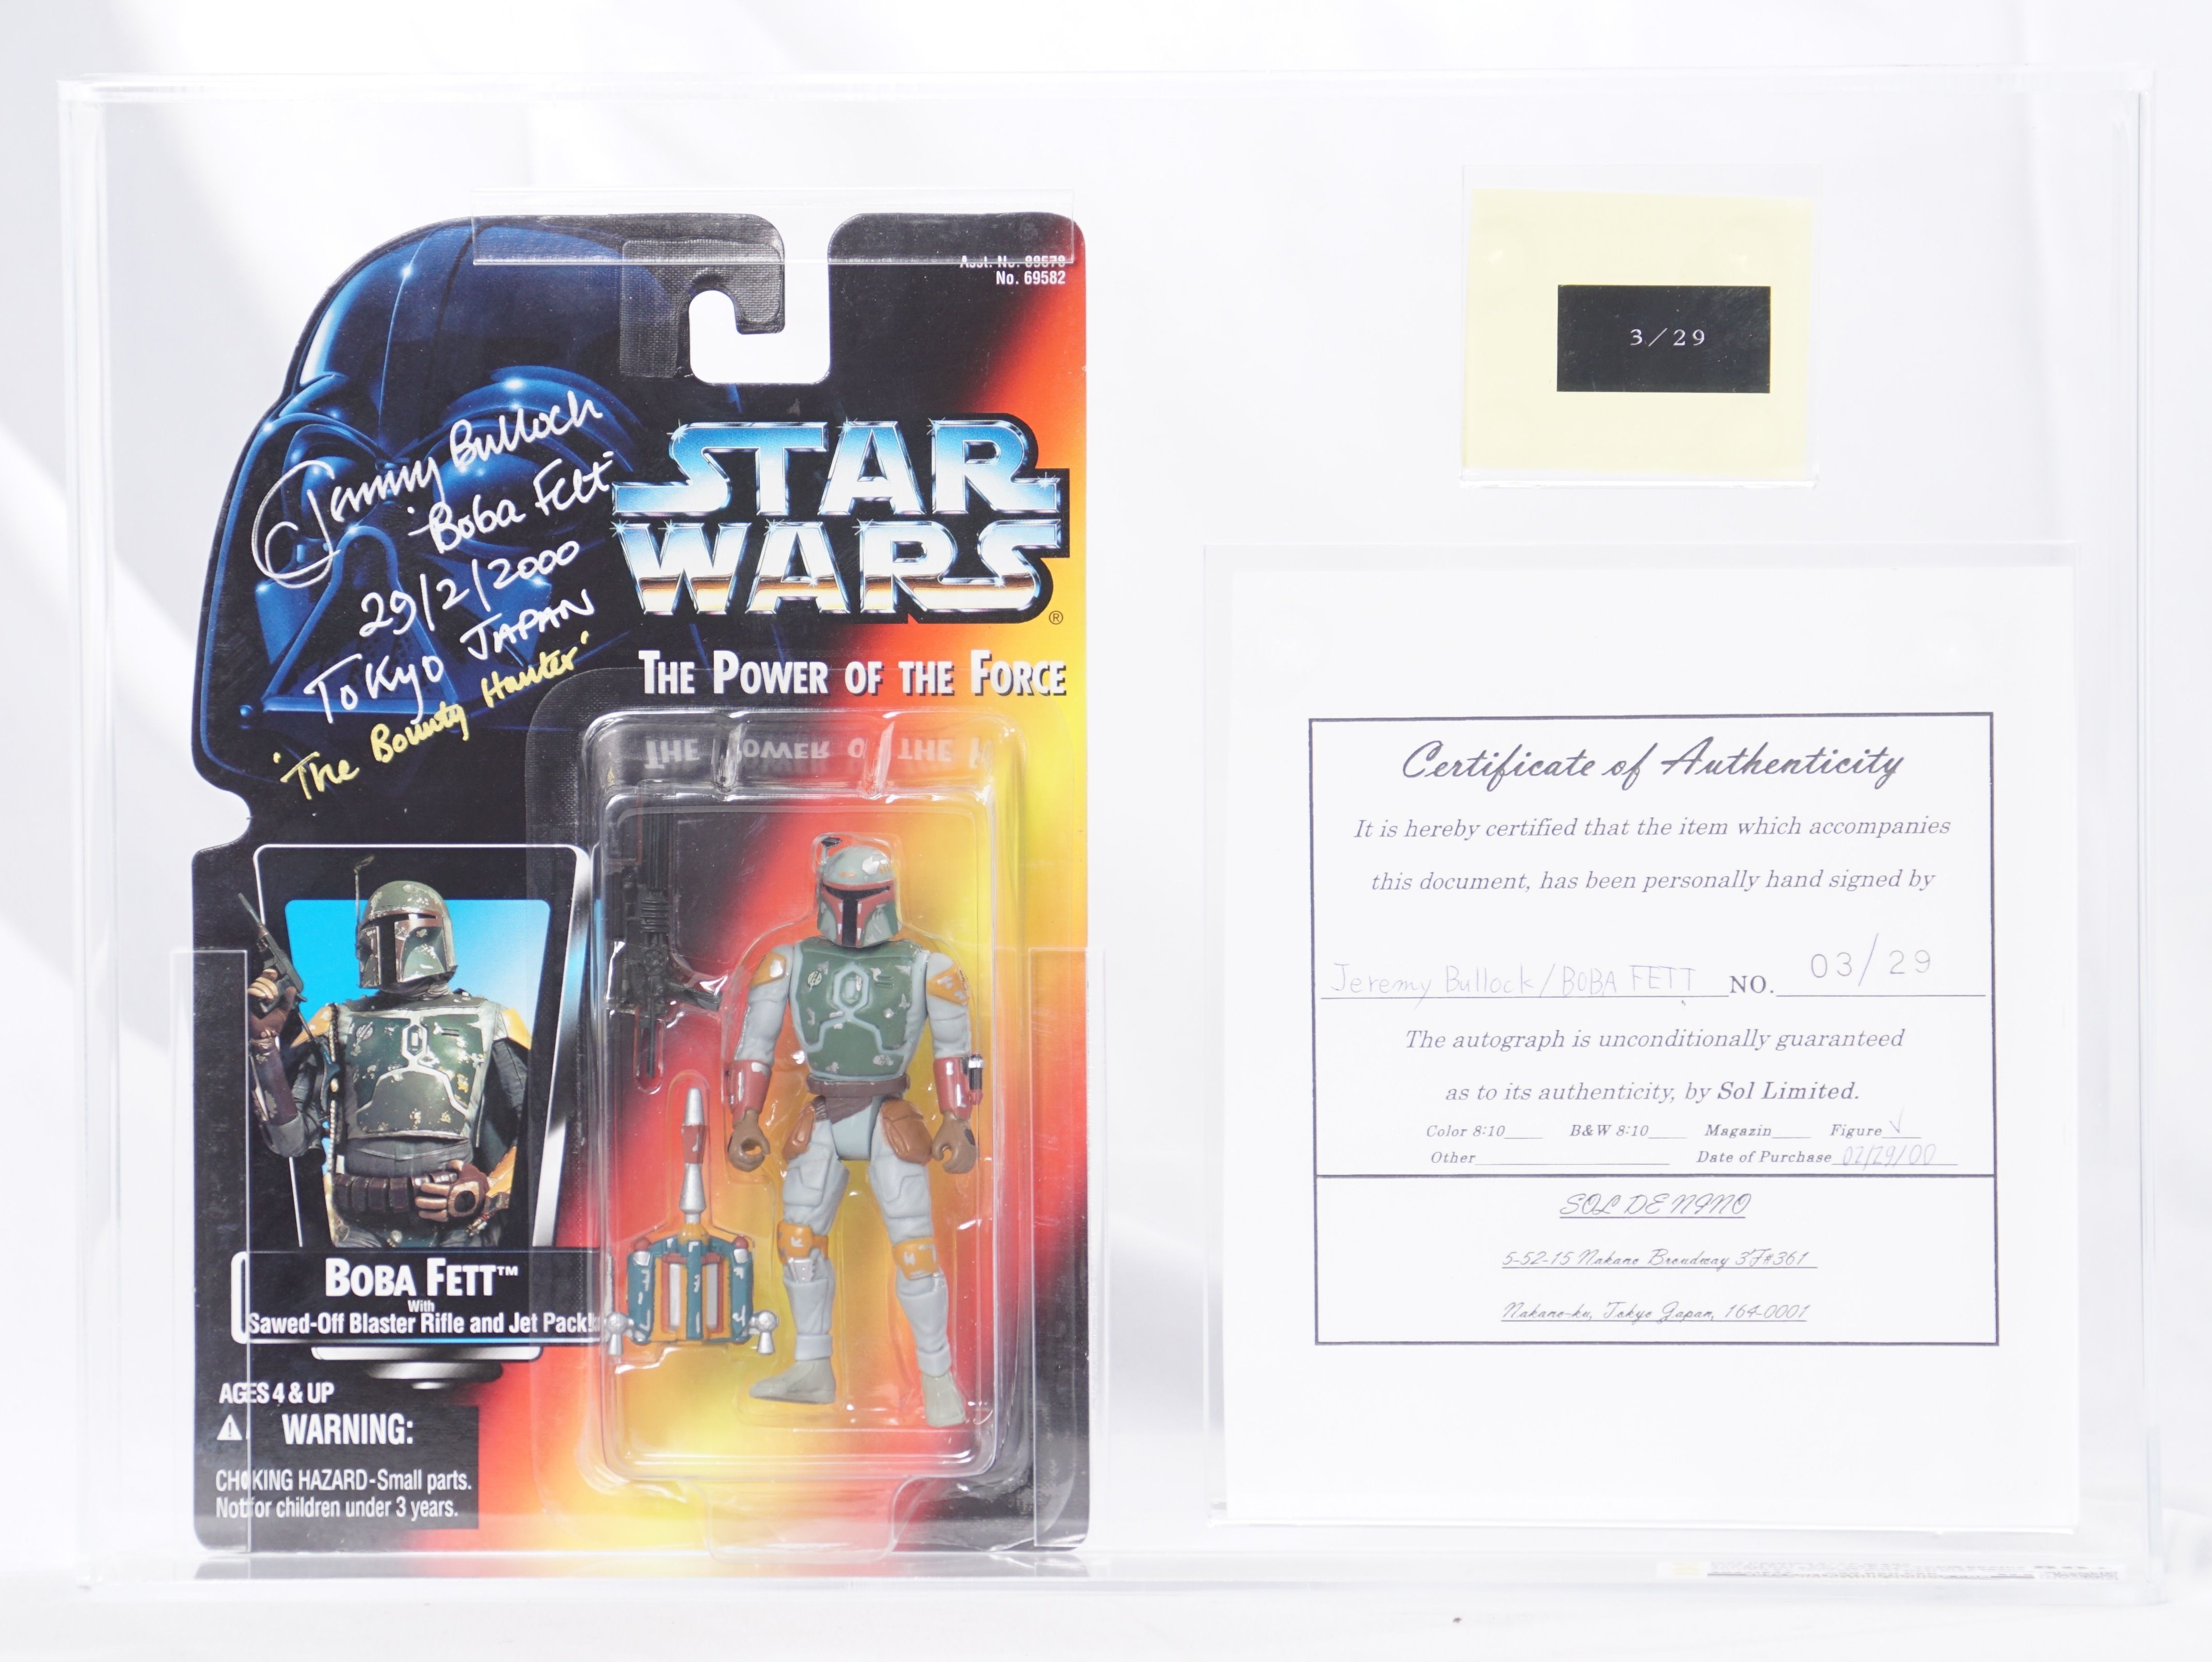 Asst. No. 69570
No. 69582
Jeremy Bulloch
Boba Fett
29/2/2000
TOKYO JAPAN
'The Bounty Hunter'
STAR
WARS®
THE POWER OF THE FORCE
BOBA FETT™
With
Sawed-Off Blaster Rifle and Jet Pack!
AGES 4 & UP
WARNING:
CHOKING HAZARD-Small parts.
Not for children under 3 years.
3/29
Certificate of Authenticity
It is hereby certified that the item which accompanies
this document, has been personally hand signed by
Jeremy Bullock/BOBA FETT NO. 03/29
The autograph is unconditionally guaranteed
as to its authenticity, by Sol Limited.
Color 8:10 B&W 8:10 Magazin Figure ✓
Other Date of Purchase 02/29/00
SOL DE NINO
5-52-15 Nakano Broadway 3F#361
Nakano-ku, Tokyo Japan, 164-0001